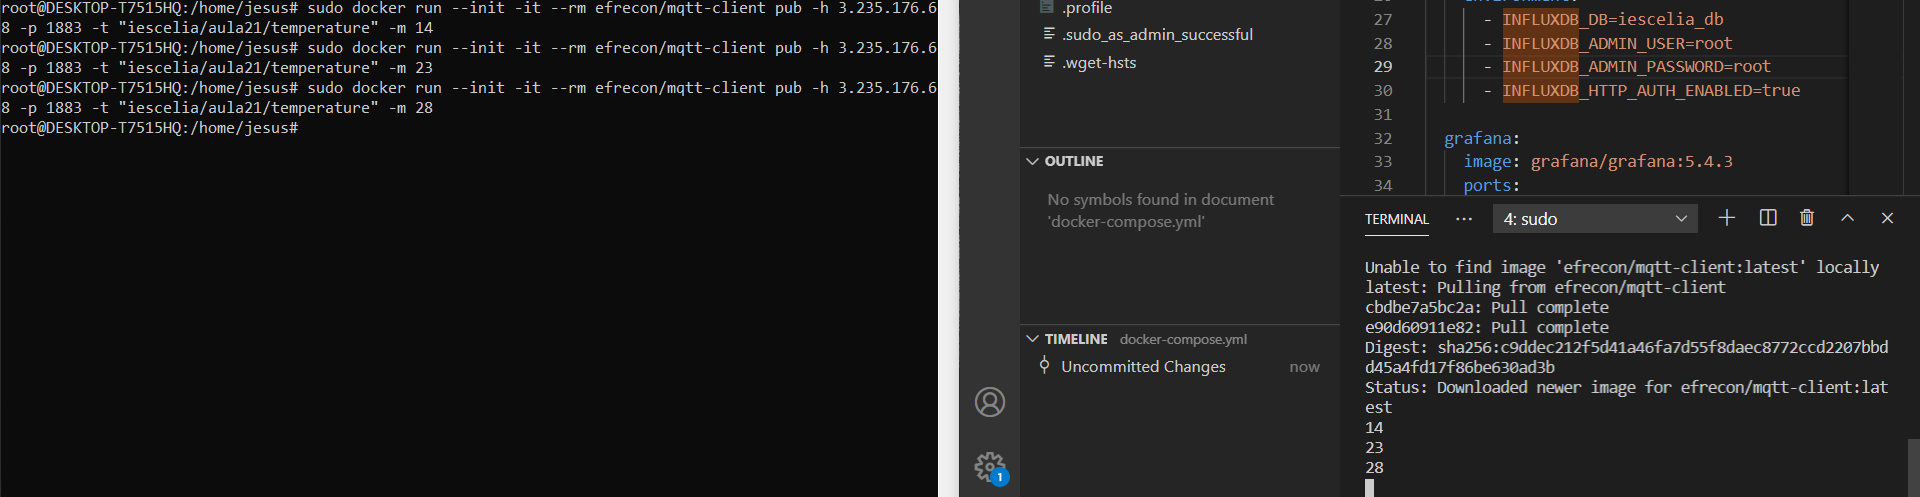 root@DESKTOP-T7515HQ:/home/jesus# sudo docker run --init -it --rm efrecon/mqtt-client pub -h 3.235.176.6
8 -p 1883 -t "iescelia/aula21/temperature" -m 14
root@DESKTOP-T7515HQ:/home/jesus# sudo docker run --init -it --rm efrecon/mqtt-client pub -h 3.235.176.6
8 -p 1883 -t "iescelia/aula21/temperature" -m 23
root@DESKTOP-T7515HQ:/home/jesus# sudo docker run --init -it --rm efrecon/mqtt-client pub -h 3.235.176.6
8 -p 1883 -t "iescelia/aula21/temperature" -m 28
root@DESKTOP-T7515HQ:/home/jesus#
.profile
.sudo_as_admin_successful
.wget-hsts
OUTLINE
No symbols found in document
'docker-compose.yml'
TIMELINE docker-compose.yml
Uncommitted Changes now
1
27 - INFLUXDB_DB=iescelia_db
28 - INFLUXDB_ADMIN_USER=root
29 - INFLUXDB_ADMIN_PASSWORD=root
30 - INFLUXDB_HTTP_AUTH_ENABLED=true
31
32 grafana:
33 image: grafana/grafana:5.4.3
34 ports:
TERMINAL ··· 4: sudo
Unable to find image 'efrecon/mqtt-client:latest' locally
latest: Pulling from efrecon/mqtt-client
cbdbe7a5bc2a: Pull complete
e90d60911e82: Pull complete
Digest: sha256:c9ddec212f5d41a46fa7d55f8daec8772ccd2207bbd
d45a4fd17f86be630ad3b
Status: Downloaded newer image for efrecon/mqtt-client:lat
est
14
23
28